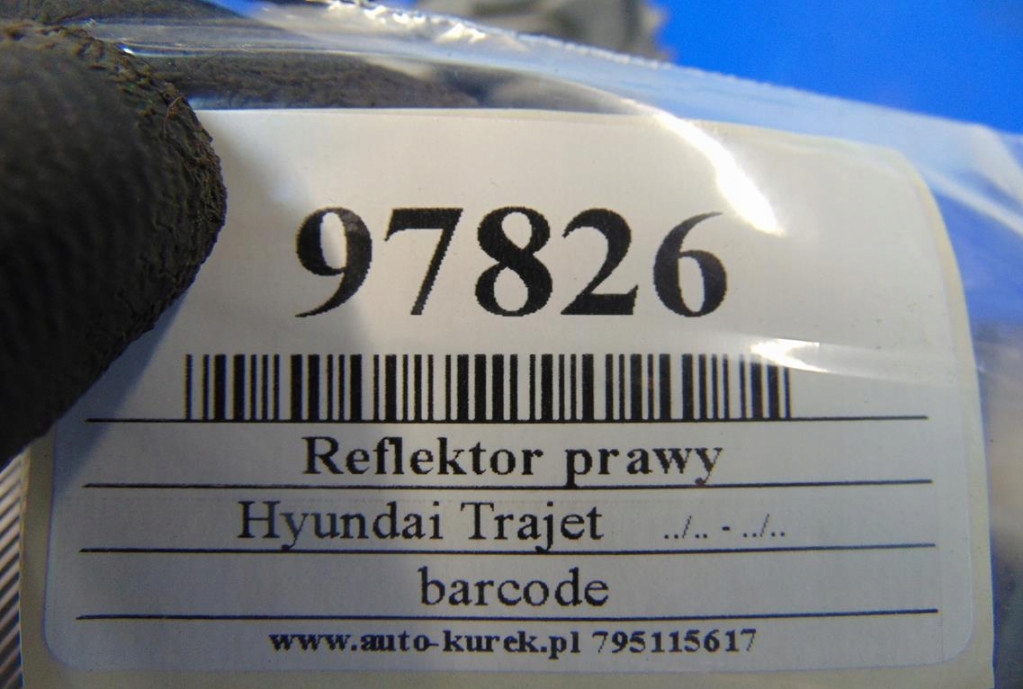 97826
Reflektor prawy
Hyundai Trajet ../.. - ../..
barcode
www.auto-kurek.pl 795115617